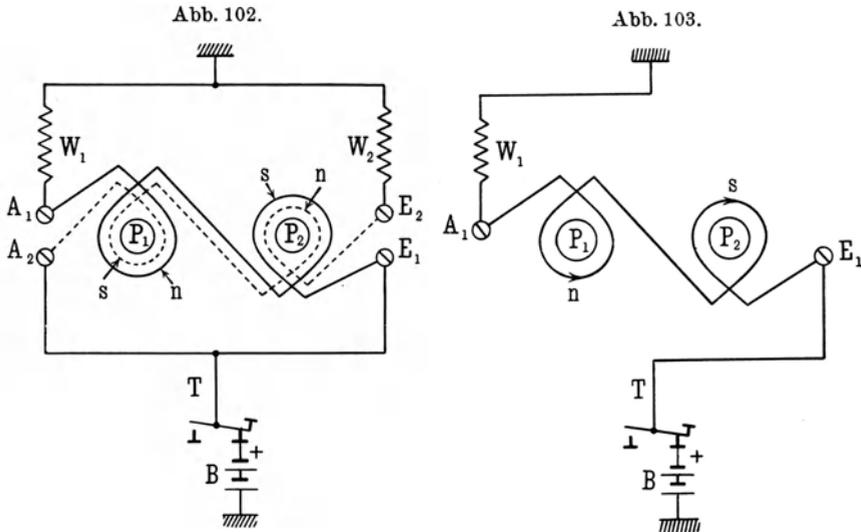 Abb. 102.
W₁
W₂
s
n
A₁
E₂
P₁
P₂
A₂
E₁
s
n
T
+
B
Abb. 103.
W₁
s
A₁
P₁
P₂
E₁
n
T
+
B